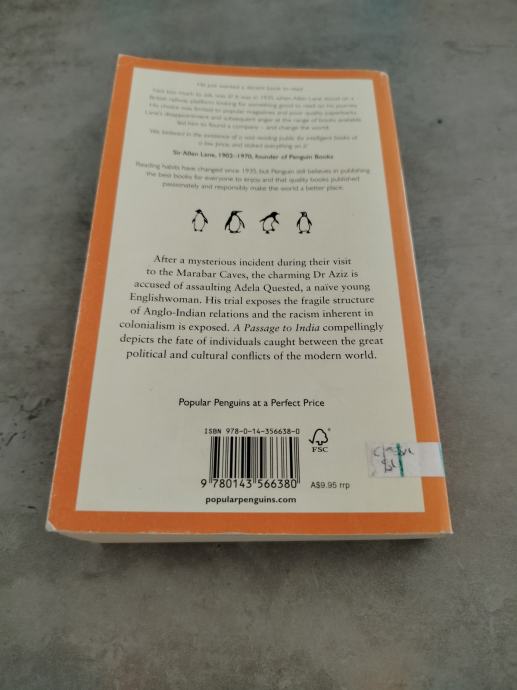 He just wanted a decent book to read ...
Not too much to ask, was it? It was in 1935 when Allen Lane stood on a
British railway platform looking for something good to read on his journey.
His choice was limited to popular magazines and poor quality paperbacks.
Lane's disappointment and subsequent anger at the range of books available
led him to found a company – and change the world.
'We believed in the existence of a vast reading public for intelligent books at
a low price, and staked everything on it'
Sir Allen Lane, 1902–1970, founder of Penguin Books
Reading habits have changed since 1935, but Penguin still believes in publishing
the best books for everyone to enjoy and that quality books published
passionately and responsibly make the world a better place.
After a mysterious incident during their visit
to the Marabar Caves, the charming Dr Aziz is
accused of assaulting Adela Quested, a naïve young
Englishwoman. His trial exposes the fragile structure
of Anglo-Indian relations and the racism inherent in
colonialism is exposed. A Passage to India compellingly
depicts the fate of individuals caught between the great
political and cultural conflicts of the modern world.
Popular Penguins at a Perfect Price
ISBN 978-0-14-356638-0
FSC
9 780143 566380
A$9.95 rrp
popularpenguins.com
$1